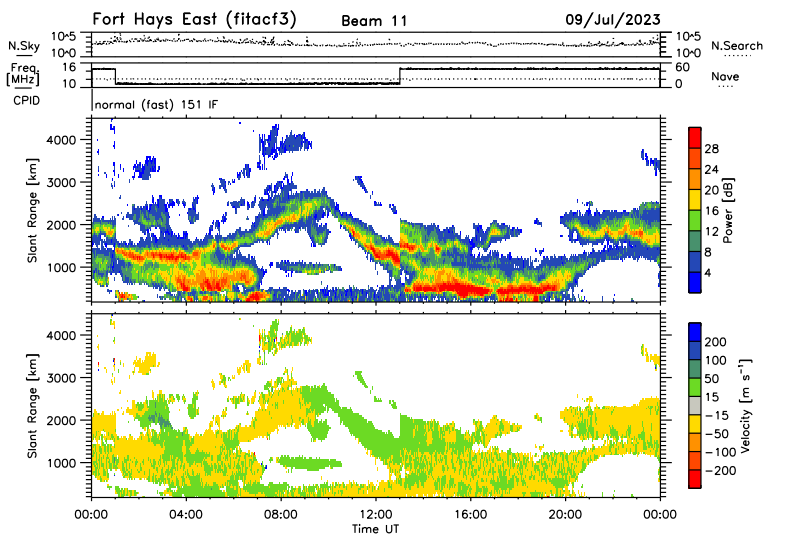 Fort Hays East (fitacf3) Beam 11 09/Jul/2023
N.Sky 10^5 10^0 10^5 10^0 N.Search
Freq. [MHz] 16 10 60 0 Nave
CPID normal (fast) 151 IF
Slant Range [km]
4000
3000
2000
1000
28
24
20
16
12
8
4
Power [dB]
Slant Range [km]
4000
3000
2000
1000
200
100
50
15
−15
−50
−100
−200
Velocity [m s⁻¹]
00:00 04:00 08:00 12:00 16:00 20:00 00:00
Time UT